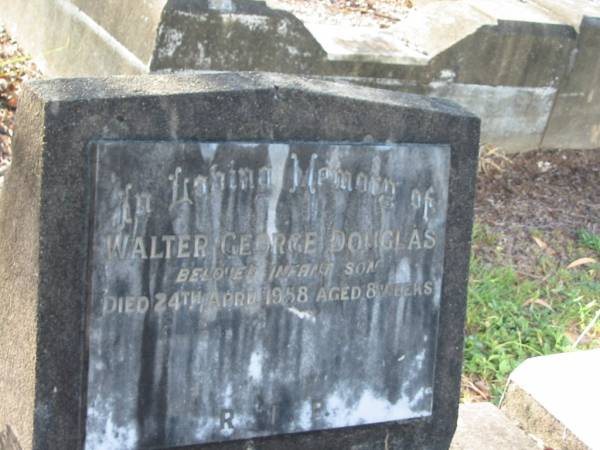 In Loving Memory of
WALTER GEORGE DOUGLAS
BELOVED INFANT SON
DIED 24TH APRIL 1958 AGED 8 WEEKS
R.I.P.